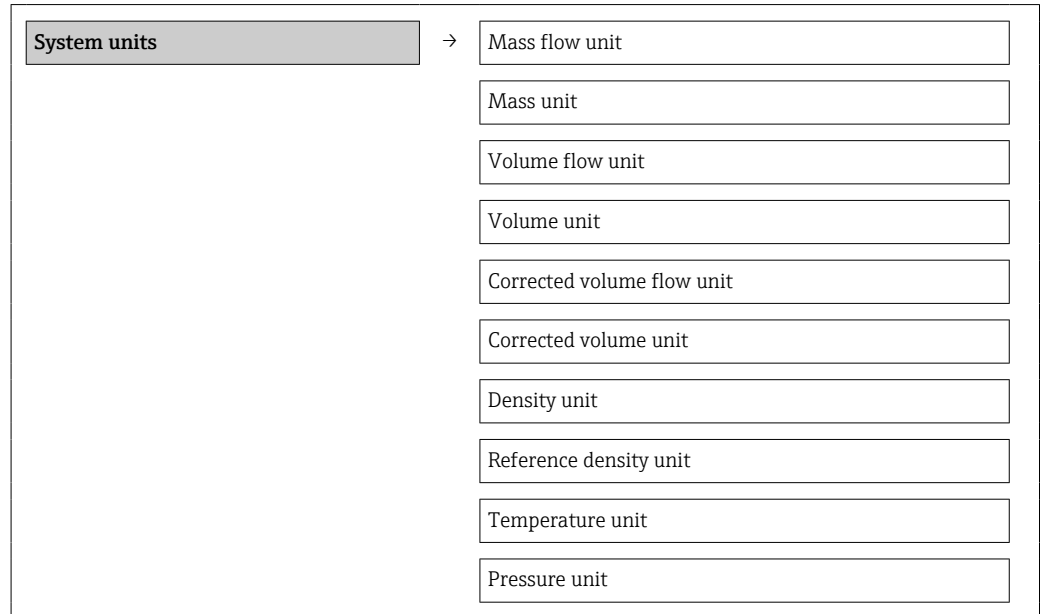 System units → Mass flow unit
Mass unit
Volume flow unit
Volume unit
Corrected volume flow unit
Corrected volume unit
Density unit
Reference density unit
Temperature unit
Pressure unit